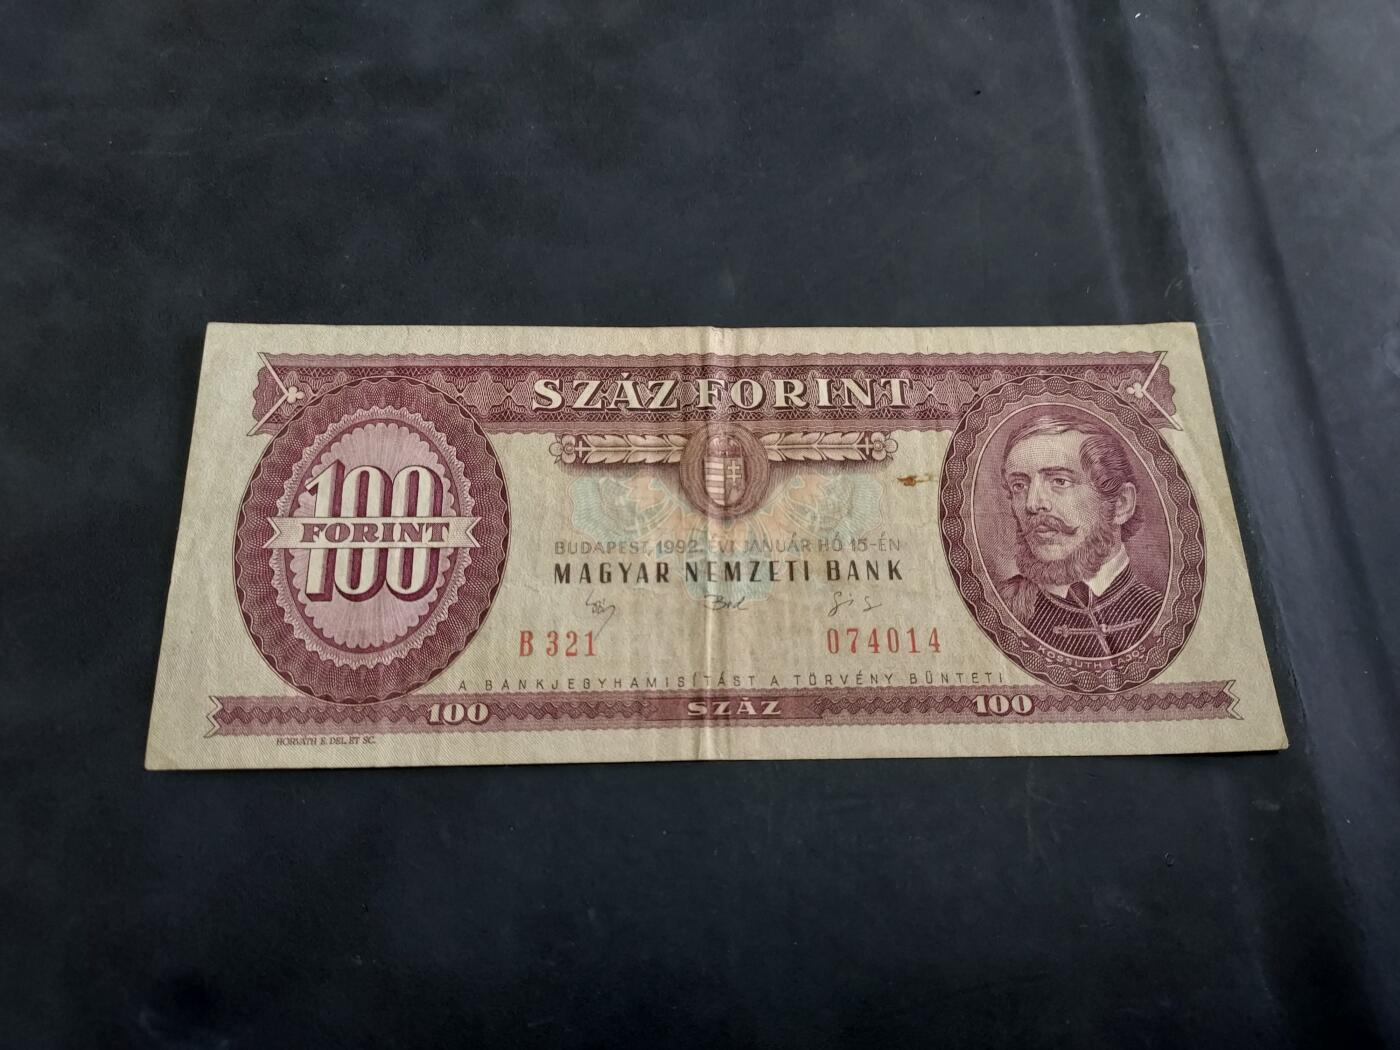 SZÁZ FORINT
100
FORINT
100
BUDAPEST, 1992. ÉVI JANUÁR HÓ 15-ÉN
MAGYAR NEMZETI BANK
B 321 074014
KOSSUTH LAJOS
A BANKJEGYHAMISÍTÁST A TÖRVÉNY BÜNTETI
100 SZÁZ 100
HORVÁTH E. DEL. ET SC.